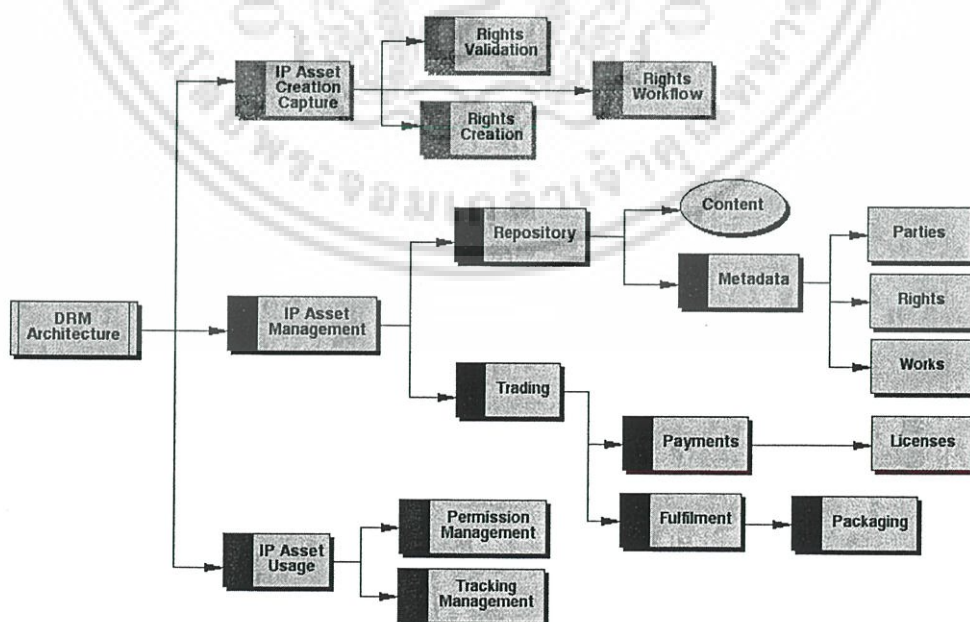 Rights
Validation
IP Asset
Creation
Capture
Rights
Workflow
Rights
Creation
Content
Repository
Parties
Metadata
Rights
DRM
Architecture
IP Asset
Management
Works
Trading
Payments
Licenses
Fulfilment
Packaging
Permission
Management
IP Asset
Usage
Tracking
Management